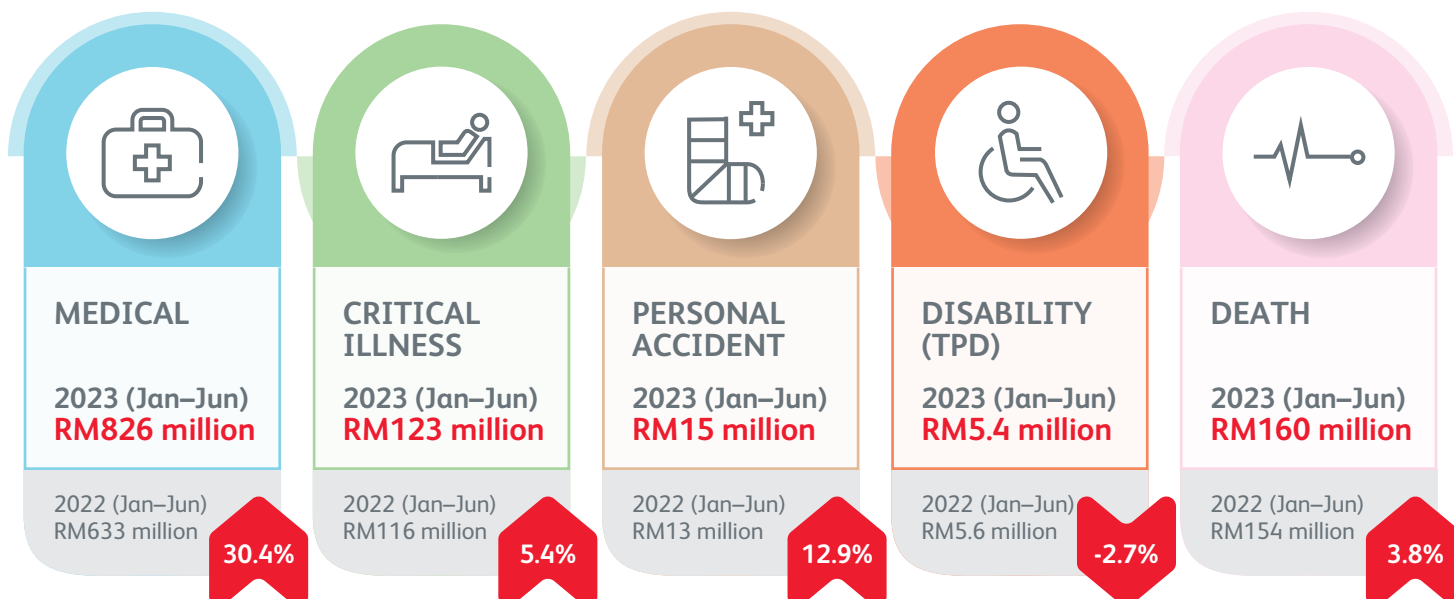 MEDICAL
2023 (Jan–Jun)
RM826 million
2022 (Jan–Jun)
RM633 million
30.4%
CRITICAL
ILLNESS
2023 (Jan–Jun)
RM123 million
2022 (Jan–Jun)
RM116 million
5.4%
PERSONAL
ACCIDENT
2023 (Jan–Jun)
RM15 million
2022 (Jan–Jun)
RM13 million
12.9%
DISABILITY
(TPD)
2023 (Jan–Jun)
RM5.4 million
2022 (Jan–Jun)
RM5.6 million
-2.7%
DEATH
2023 (Jan–Jun)
RM160 million
2022 (Jan–Jun)
RM154 million
3.8%